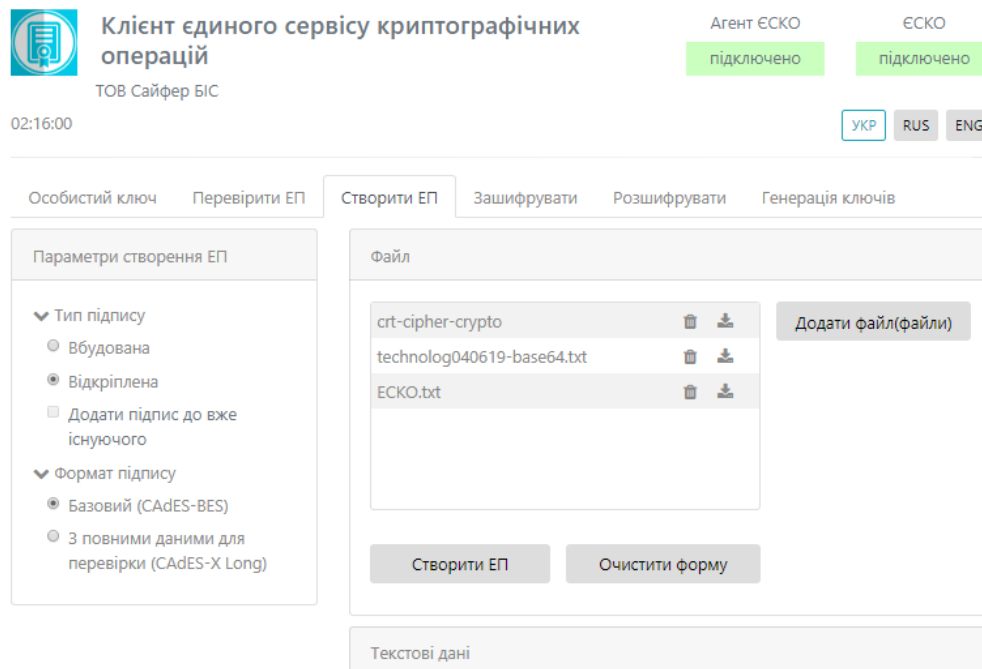 Клієнт єдиного сервісу криптографічних
операцій
ТОВ Сайфер БІС
Агент ЄСКО
ЄСКО
підключено
підключено
02:16:00
УКР
RUS
ENG
Особистий ключ
Перевірити ЕП
Створити ЕП
Зашифрувати
Розшифрувати
Генерація ключів
Параметри створення ЕП
Тип підпису
Вбудована
Відкріплена
Додати підпис до вже
існуючого
Формат підпису
Базовий (CAdES-BES)
З повними даними для
перевірки (CAdES-X Long)
Файл
crt-cipher-crypto
technolog040619-base64.txt
ЕСКО.txt
Додати файл(файли)
Створити ЕП
Очистити форму
Текстові дані